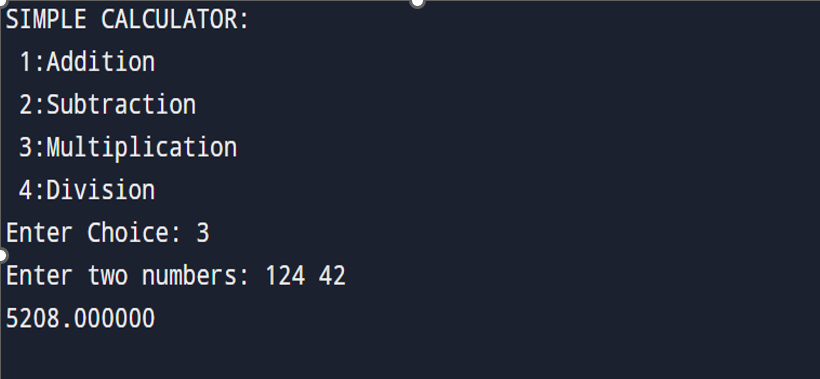 SIMPLE CALCULATOR:
1:Addition
2:Subtraction
3:Multiplication
4:Division
Enter Choice: 3
Enter two numbers: 124 42
5208.000000